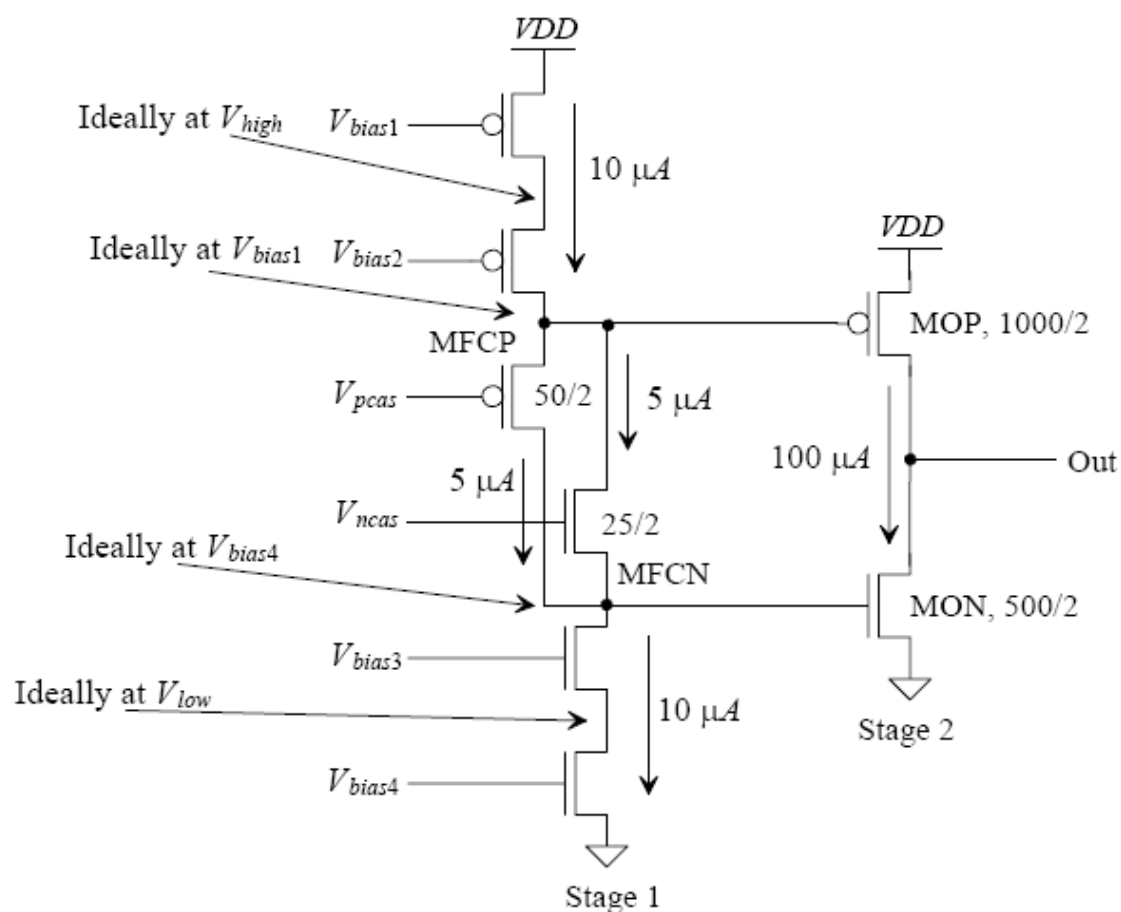 VDD
Ideally at Vhigh
Vbias1
10 μA
Ideally at Vbias1
Vbias2
VDD
MFCP
MOP, 1000/2
Vpcas
50/2
5 μA
5 μA
100 μA
Out
Vncas
25/2
Ideally at Vbias4
MFCN
MON, 500/2
Vbias3
Ideally at Vlow
10 μA
Stage 2
Vbias4
Stage 1